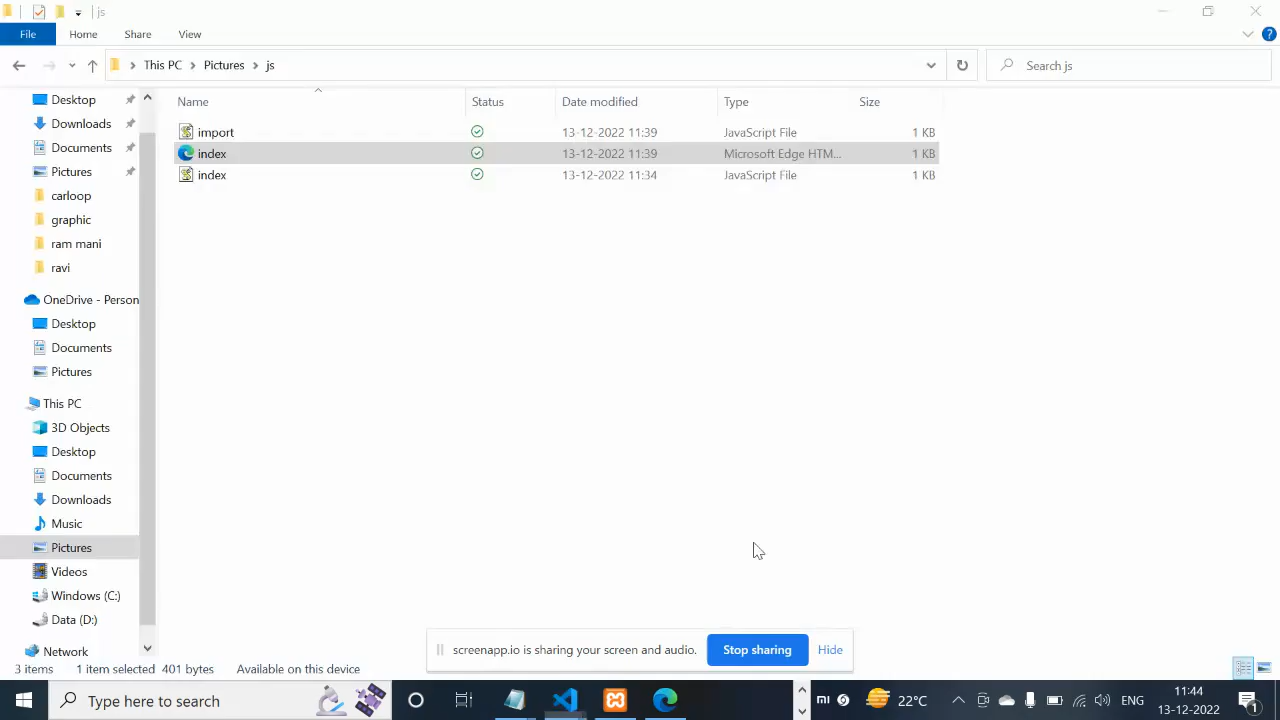 js
File Home Share View
This PC Pictures js
Search js
Name Status Date modified Type Size
import 13-12-2022 11:39 JavaScript File 1 KB
index 13-12-2022 11:39 Microsoft Edge HTM... 1 KB
index 13-12-2022 11:34 JavaScript File 1 KB
Desktop
Downloads
Documents
Pictures
carloop
graphic
ram mani
ravi
OneDrive - Person
Desktop
Documents
Pictures
This PC
3D Objects
Desktop
Documents
Downloads
Music
Pictures
Videos
Windows (C:)
Data (D:)
Network
screenapp.io is sharing your screen and audio. Stop sharing Hide
3 items 1 item selected 401 bytes Available on this device
Type here to search
mi 22°C ENG
11:44
13-12-2022
1